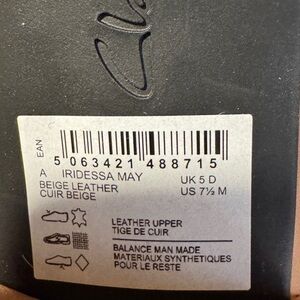 Cla
EAN
5 063421 488715
A IRIDESSA MAY UK 5 D
BEIGE LEATHER US 7½ M
CUIR BEIGE
LEATHER UPPER
TIGE DE CUIR
BALANCE MAN MADE
MATERIAUX SYNTHETIQUES
POUR LE RESTE